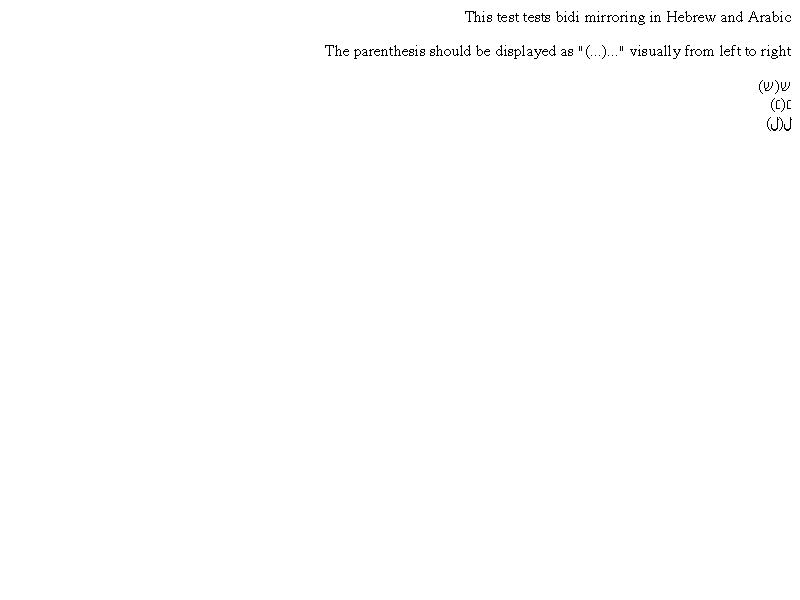 This test tests bidi mirroring in Hebrew and Arabic
The parenthesis should be displayed as "(...)..." visually from left to right
ש(ש)
م(م)
ل(ل)